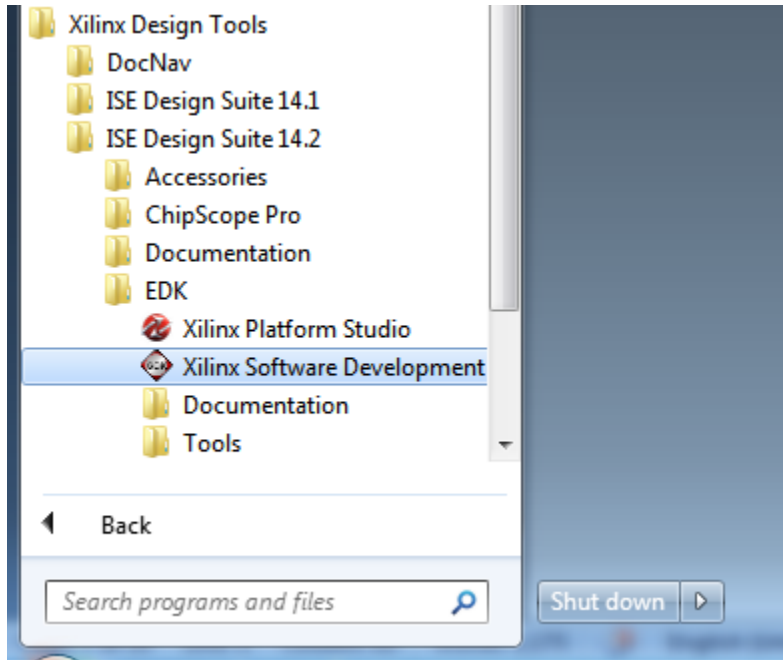 Xilinx Design Tools
DocNav
ISE Design Suite 14.1
ISE Design Suite 14.2
Accessories
ChipScope Pro
Documentation
EDK
Xilinx Platform Studio
Xilinx Software Development
Documentation
Tools
Back
Search programs and files
Shut down